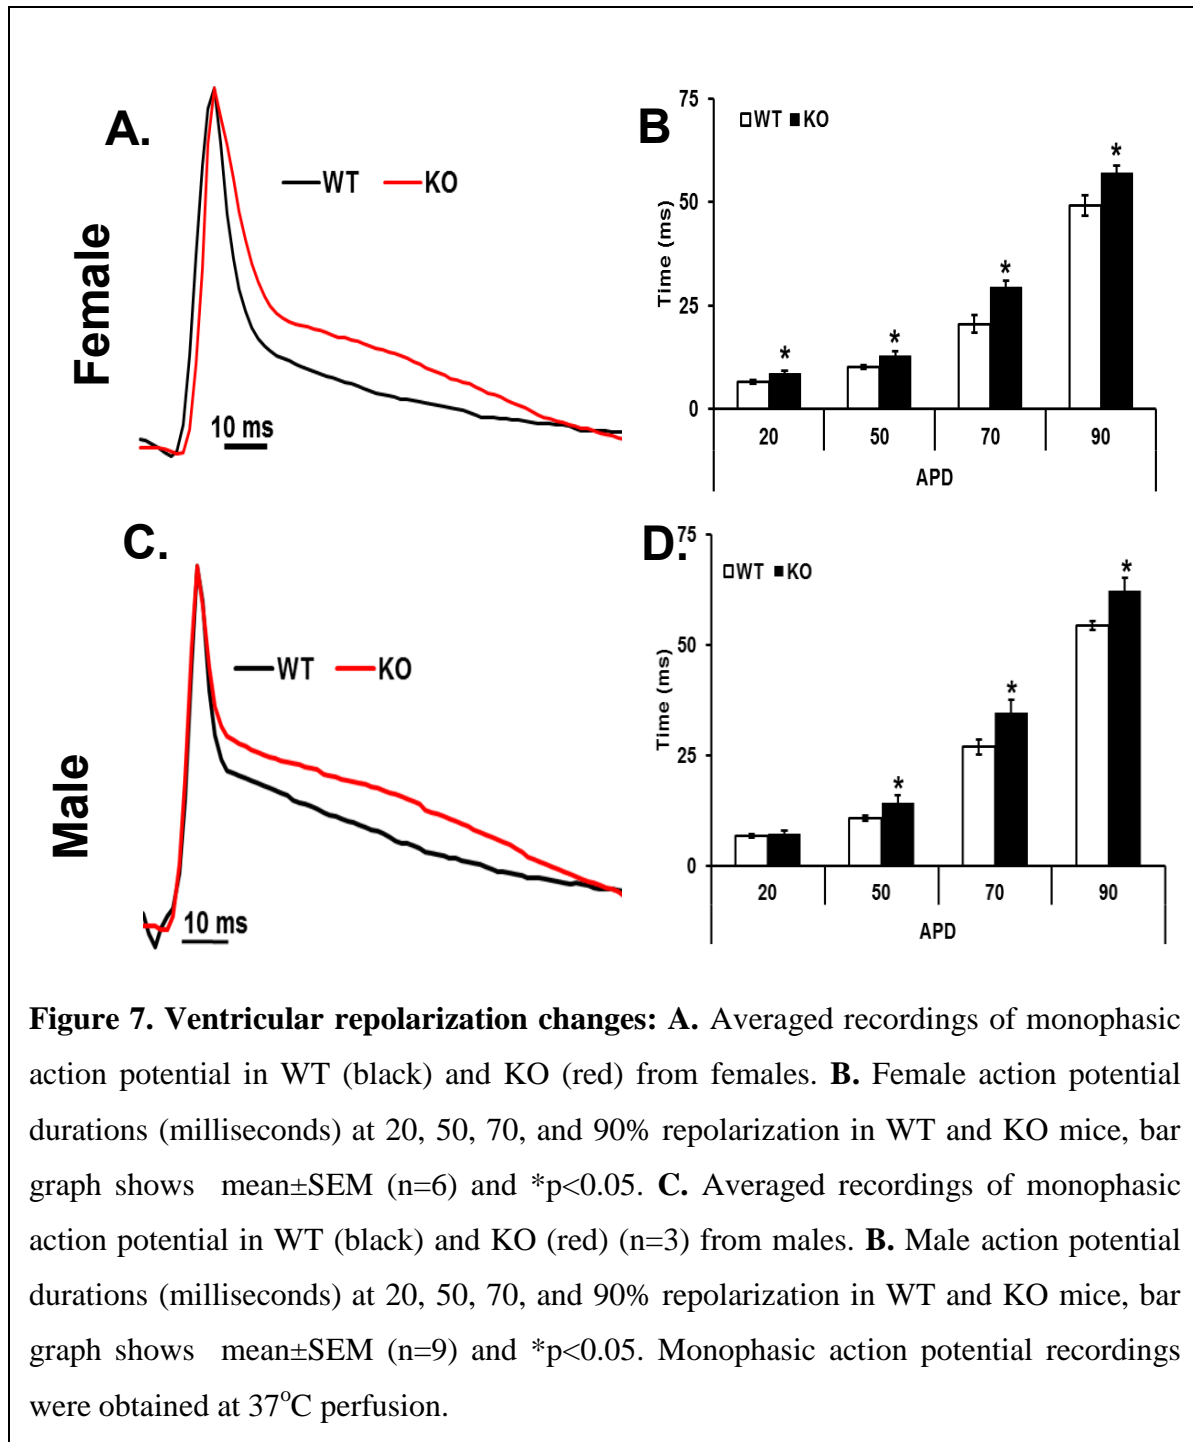 A.
WT KO
Female
10 ms
B
75
WT KO
50
25
0
Time (ms)
* * * *
20 50 70 90
APD
C.
WT KO
Male
10 ms
D.
75
WT KO
50
25
0
Time (ms)
* * *
20 50 70 90
APD
Figure 7. Ventricular repolarization changes: A. Averaged recordings of monophasic
action potential in WT (black) and KO (red) from females. B. Female action potential
durations (milliseconds) at 20, 50, 70, and 90% repolarization in WT and KO mice, bar
graph shows mean±SEM (n=6) and *p<0.05. C. Averaged recordings of monophasic
action potential in WT (black) and KO (red) (n=3) from males. B. Male action potential
durations (milliseconds) at 20, 50, 70, and 90% repolarization in WT and KO mice, bar
graph shows mean±SEM (n=9) and *p<0.05. Monophasic action potential recordings
were obtained at 37°C perfusion.